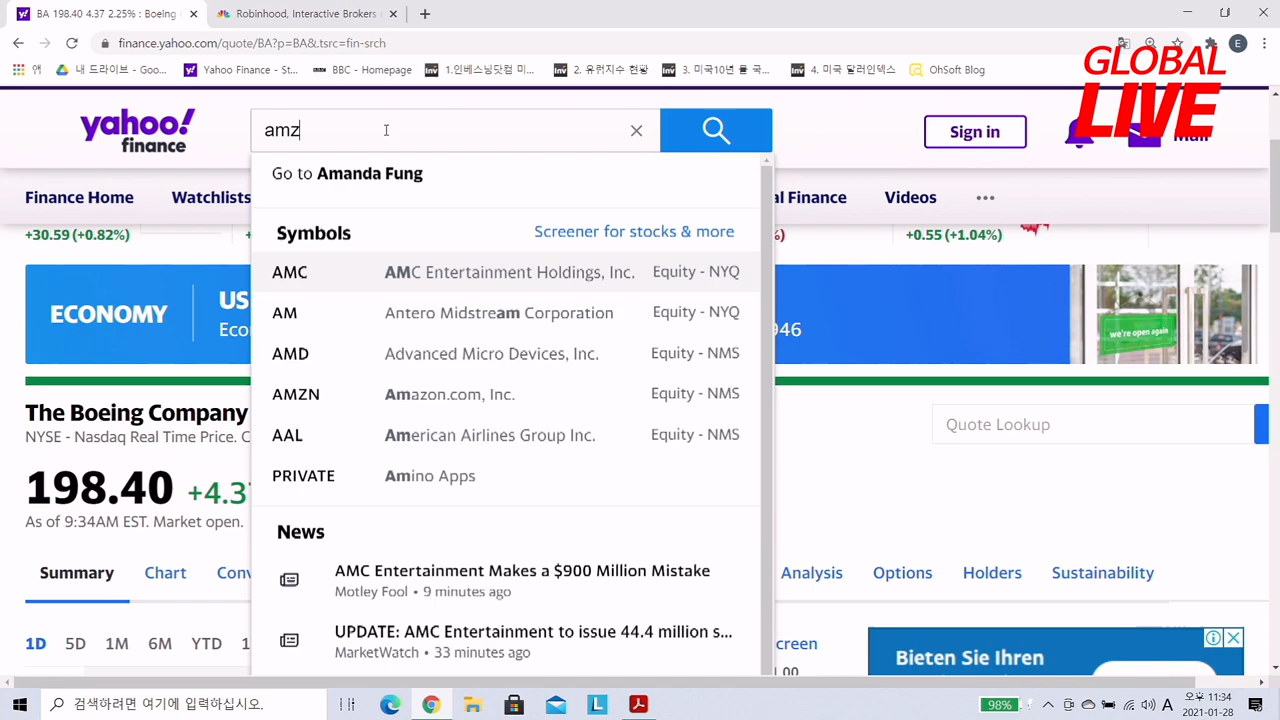 BA 198.40 4.37 2.25% : Boeing
Robinhood, Interactive Brokers
finance.yahoo.com/quote/BA?p=BA&.tsrc=fin-srch
E
앱
내 드라이브 - Goo...
Yahoo Finance - St...
BBC - Homepage
1.인베스닝닷컴 미...
2. 유럽지수 현황
3. 미국10년 물 국...
4. 미국 달러인덱스
OhSoft Blog
GLOBAL
LIVE
yahoo!
finance
amz
Sign in
Mail
Go to Amanda Fung
Finance Home
Watchlists
al Finance
Videos
+30.59 (+0.82%)
+0.55 (+1.04%)
Symbols
Screener for stocks & more
AMC AMC Entertainment Holdings, Inc. Equity - NYQ
AM Antero Midstream Corporation Equity - NYQ
AMD Advanced Micro Devices, Inc. Equity - NMS
AMZN Amazon.com, Inc. Equity - NMS
AAL American Airlines Group Inc. Equity - NMS
PRIVATE Amino Apps
ECONOMY
US
Eco
946
we're open again
The Boeing Company
NYSE - Nasdaq Real Time Price. C
Quote Lookup
198.40 +4.3
As of 9:34AM EST. Market open.
News
AMC Entertainment Makes a $900 Million Mistake
Motley Fool • 9 minutes ago
UPDATE: AMC Entertainment to issue 44.4 million s...
MarketWatch • 33 minutes ago
Summary
Chart
Conv
Analysis
Options
Holders
Sustainability
1D
5D
1M
6M
YTD
1
creen
Bieten Sie Ihren
검색하려면 여기에 입력하십시오.
98%
A
오후 11:34
2021-01-28